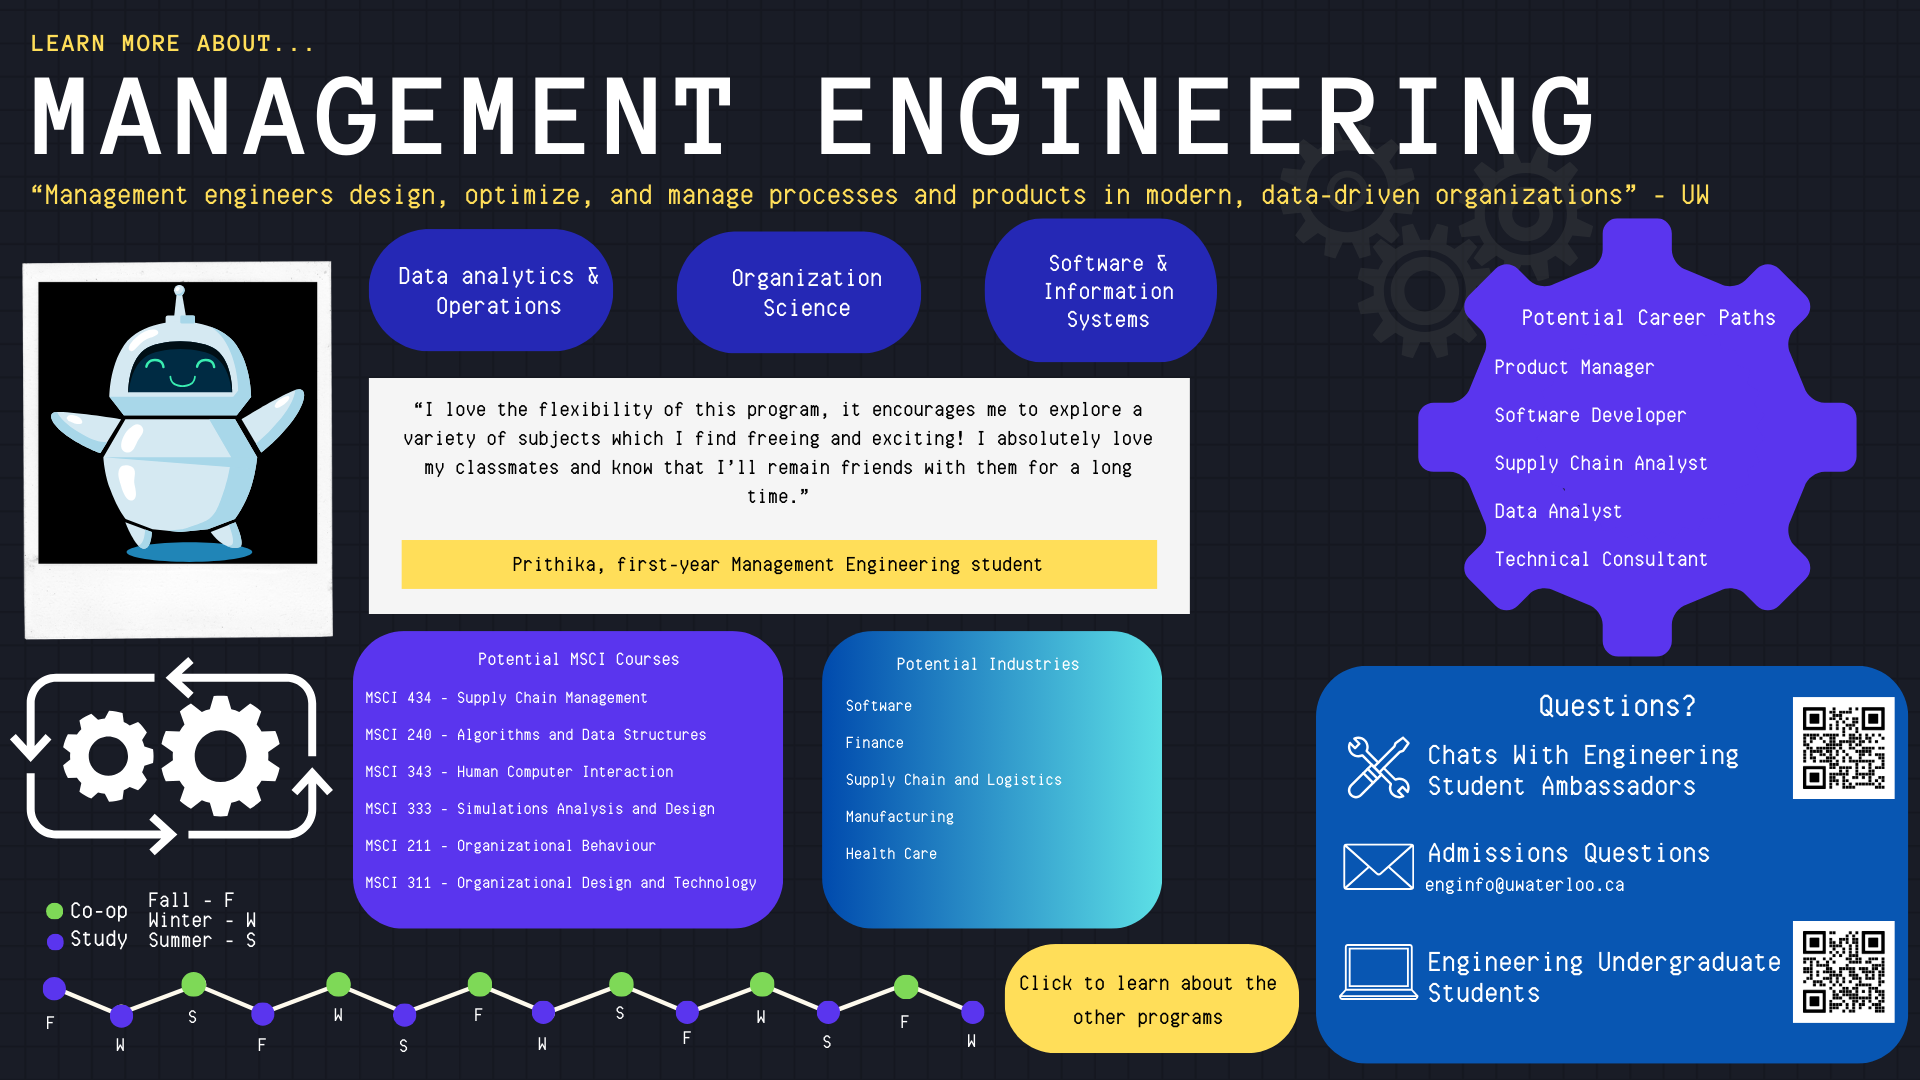 LEARN MORE ABOUT...
MANAGEMENT ENGINEERING
“Management engineers design, optimize, and manage processes and products in modern, data-driven organizations” - UW
Data analytics &
Operations
Organization
Science
Software &
Information
Systems
“I love the flexibility of this program, it encourages me to explore a
variety of subjects which I find freeing and exciting! I absolutely love
my classmates and know that I’ll remain friends with them for a long
time.”
Prithika, first-year Management Engineering student
Potential Career Paths
Product Manager
Software Developer
Supply Chain Analyst
Data Analyst
Technical Consultant
Potential MSCI Courses
MSCI 434 - Supply Chain Management
MSCI 240 - Algorithms and Data Structures
MSCI 343 - Human Computer Interaction
MSCI 333 - Simulations Analysis and Design
MSCI 211 - Organizational Behaviour
MSCI 311 - Organizational Design and Technology
Potential Industries
Software
Finance
Supply Chain and Logistics
Manufacturing
Health Care
Questions?
Chats With Engineering
Student Ambassadors
Admissions Questions
enginfo@uwaterloo.ca
Engineering Undergraduate
Students
Co-op
Study
Fall - F
Winter - W
Summer - S
F
W
S
F
W
S
F
W
S
F
W
S
F
W
Click to learn about the
other programs